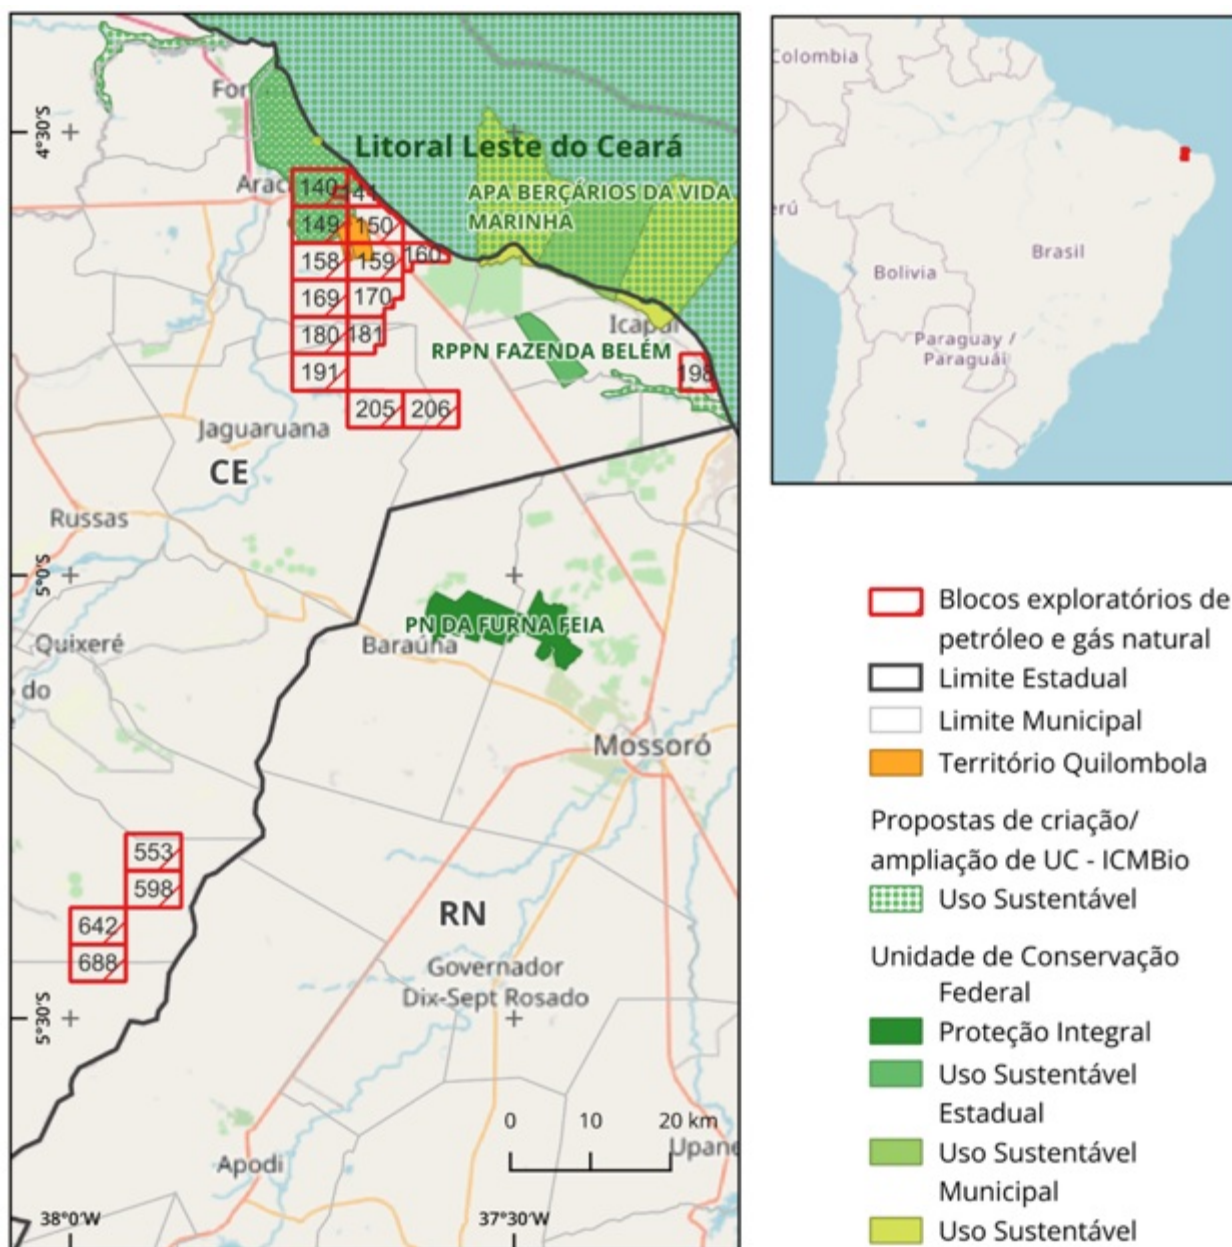 For
4°30'S
Litoral Leste do Ceará
Arac
140
APA BERÇÁRIOS DA VIDA
MARINHA
149
150
158
159
160
169
170
Icapuí
180
181
RPPN FAZENDA BELÉM
191
198
205
206
Jaguaruana
CE
Russas
5°0'S
PN DA FURNA FEIA
Quixeré
Baraúna
do
Mossoró
553
598
642
RN
688
Governador
Dix-Sept Rosado
5°30'S
0 10 20 km
Upane
Apodi
38°0'W
37°30'W
Colombia
erú
Brasil
Bolivia
Paraguay /
Paraguái
Blocos exploratórios de
petróleo e gás natural
Limite Estadual
Limite Municipal
Território Quilombola
Propostas de criação/
ampliação de UC - ICMBio
Uso Sustentável
Unidade de Conservação
Federal
Proteção Integral
Uso Sustentável
Estadual
Uso Sustentável
Municipal
Uso Sustentável